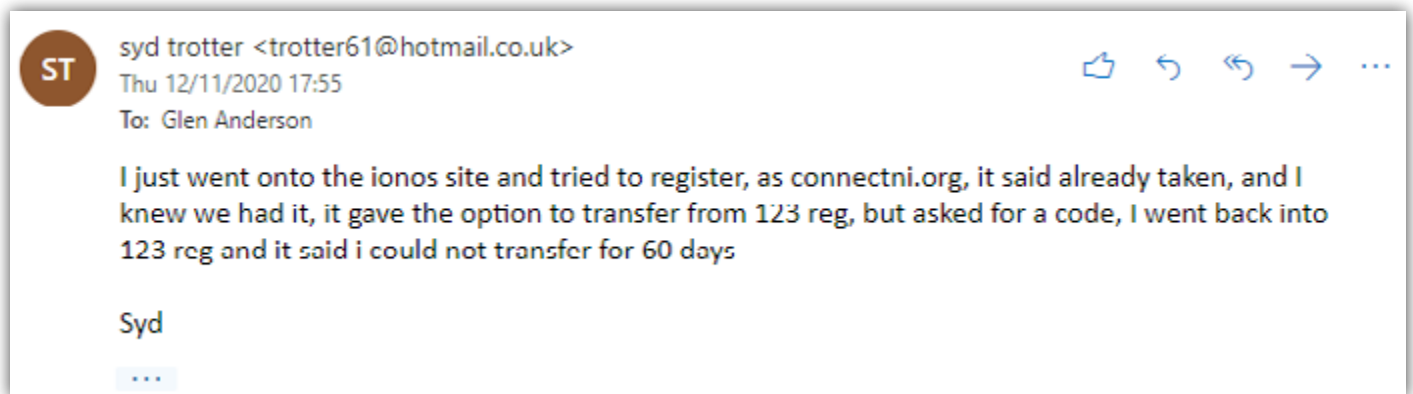 ST
syd trotter <trotter61@hotmail.co.uk>
Thu 12/11/2020 17:55
To: Glen Anderson
I just went onto the ionos site and tried to register, as connectni.org, it said already taken, and I
knew we had it, it gave the option to transfer from 123 reg, but asked for a code, I went back into
123 reg and it said i could not transfer for 60 days
Syd
...